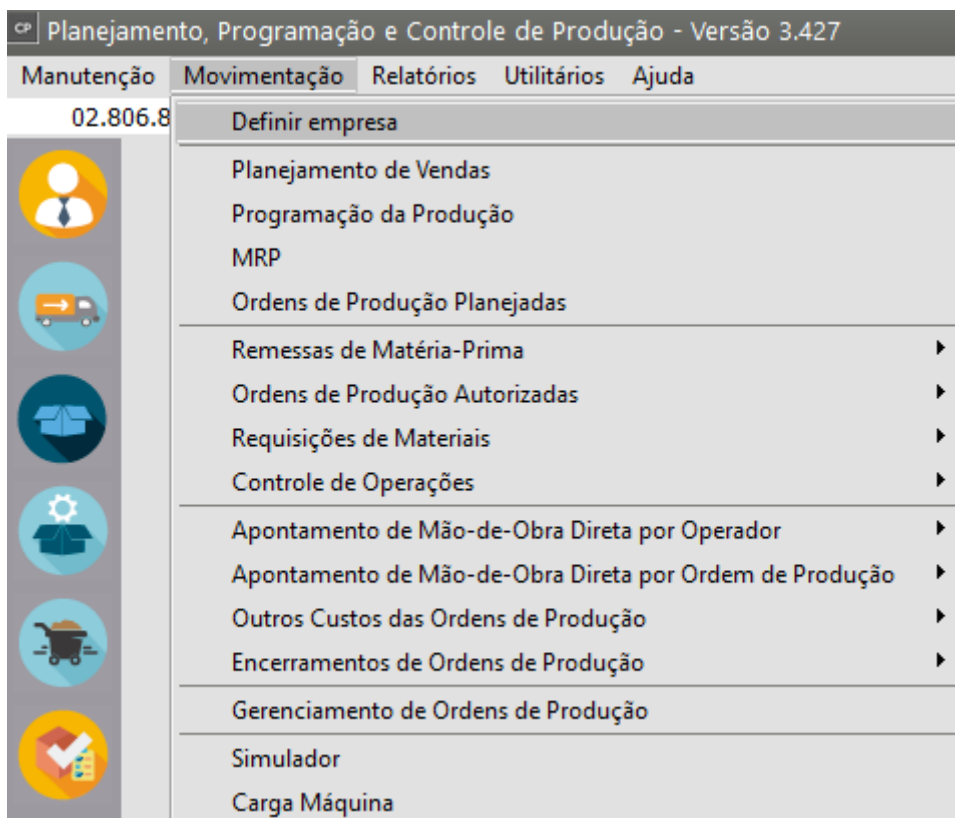 CP Planejamento, Programação e Controle de Produção - Versão 3.427
Manutenção Movimentação Relatórios Utilitários Ajuda
02.806.8
Definir empresa
Planejamento de Vendas
Programação da Produção
MRP
Ordens de Produção Planejadas
Remessas de Matéria-Prima
Ordens de Produção Autorizadas
Requisições de Materiais
Controle de Operações
Apontamento de Mão-de-Obra Direta por Operador
Apontamento de Mão-de-Obra Direta por Ordem de Produção
Outros Custos das Ordens de Produção
Encerramentos de Ordens de Produção
Gerenciamento de Ordens de Produção
Simulador
Carga Máquina